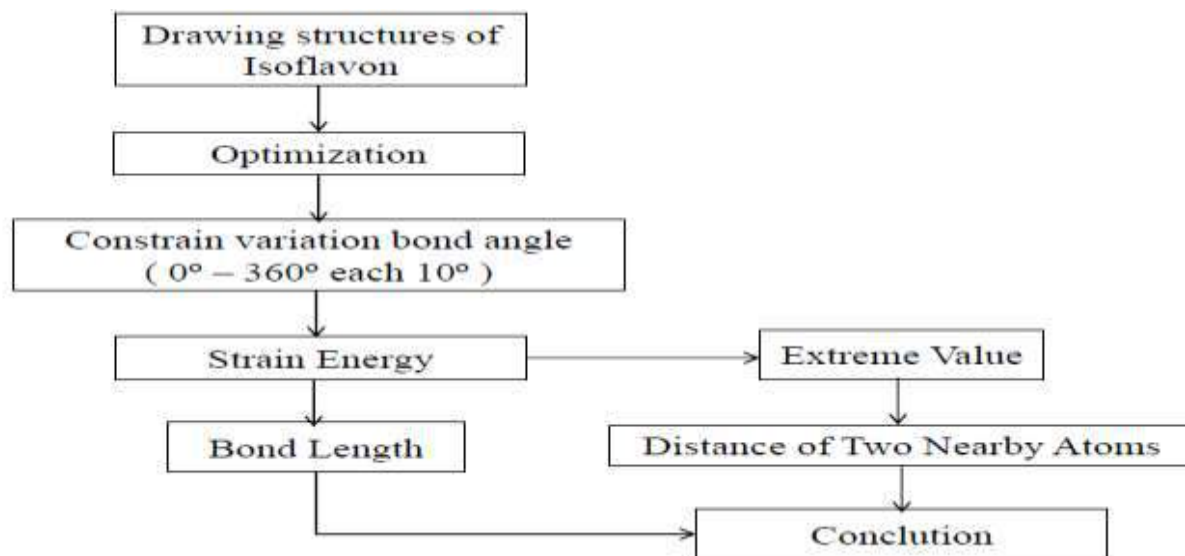 Drawing structures of
Isoflavon
Optimization
Constrain variation bond angle
( 0º – 360º each 10º )
Strain Energy
Extreme Value
Bond Length
Distance of Two Nearby Atoms
Conclution